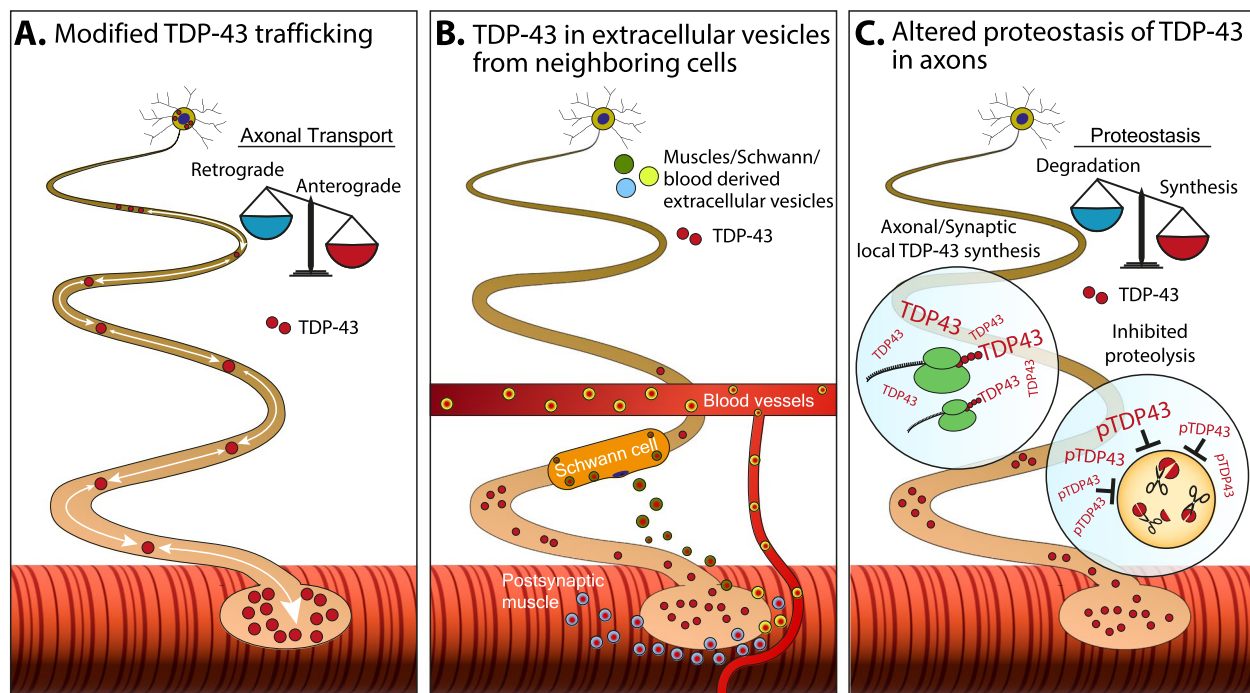 A. Modified TDP-43 trafficking
Axonal Transport
Retrograde
Anterograde
TDP-43
B. TDP-43 in extracellular vesicles
from neighboring cells
Muscles/Schwann/
blood derived
extracellular vesicles
TDP-43
Blood vessels
Schwann cell
Postsynaptic
muscle
C. Altered proteostasis of TDP-43
in axons
Proteostasis
Degradation
Synthesis
Axonal/Synaptic
local TDP-43 synthesis
TDP-43
TDP43
TDP43
TDP43
TDP43
TDP43
TDP43
TDP43
Inhibited
proteolysis
pTDP43
pTDP43
pTDP43
pTDP43
pTDP43
pTDP43